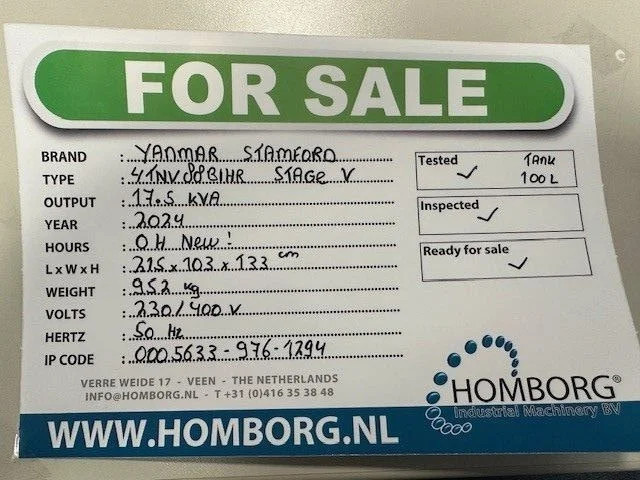 FOR SALE
BRAND : YANMAR STAMFORD
TYPE : 4TNV88BIHR STAGE V
OUTPUT : 17.5 KVA
YEAR : 2024
HOURS : 0 H New!
L x W x H : 215 x 103 x 133 cm
WEIGHT : 952 kg
VOLTS : 230/400 V
HERTZ : 50 Hz
IP CODE : 0005633-976-1294
Tested ✓ TANK
100 L
Inspected ✓
Ready for sale ✓
VERRE WEIDE 17 - VEEN - THE NETHERLANDS
INFO@HOMBORG.NL - T +31 (0)416 35 38 48
HOMBORG®
Industrial Machinery BV
WWW.HOMBORG.NL